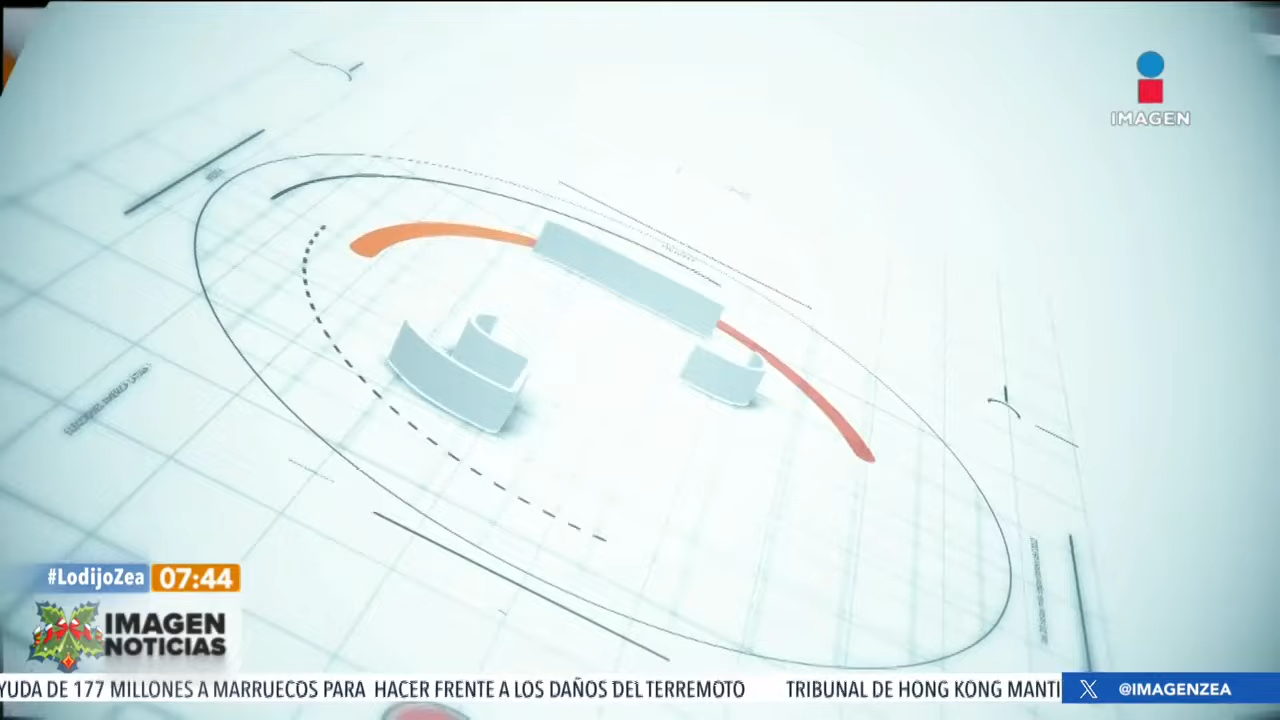 IMAGEN
#LodijoZea 07:44
IMAGEN
NOTICIAS
YUDA DE 177 MILLONES A MARRUECOS PARA HACER FRENTE A LOS DAÑOS DEL TERREMOTO TRIBUNAL DE HONG KONG MANTI
@IMAGENZEA